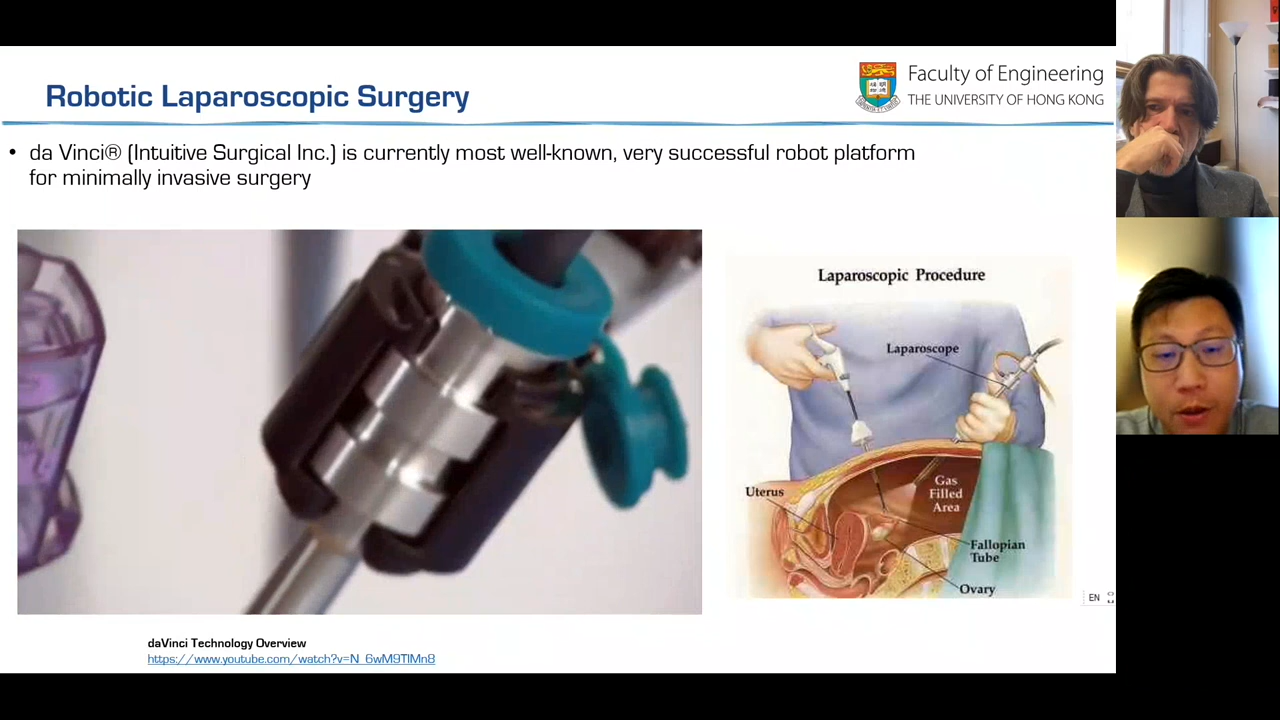 Robotic Laparoscopic Surgery
Faculty of Engineering
THE UNIVERSITY OF HONG KONG
• da Vinci® (Intuitive Surgical Inc.) is currently most well-known, very successful robot platform
for minimally invasive surgery
Laparoscopic Procedure
Laparoscope
Uterus
Gas
Filled
Area
Fallopian
Tube
Ovary
EN
daVinci Technology Overview
https://www.youtube.com/watch?v=N_6wM9TlMn8